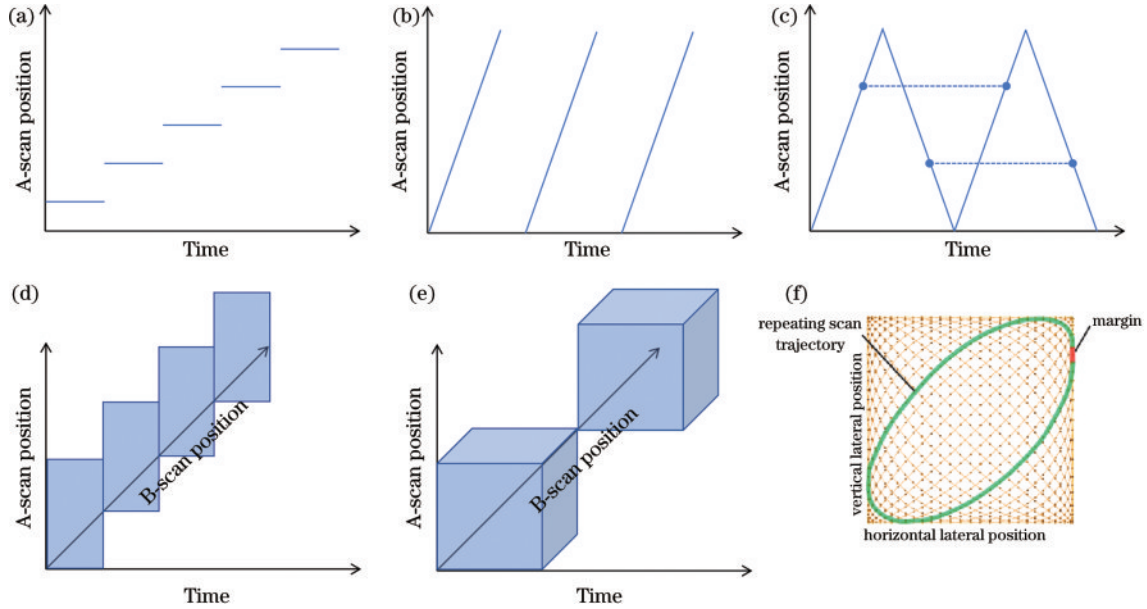 (a)
A-scan position
Time
(b)
A-scan position
Time
(c)
A-scan position
Time
(d)
A-scan position
B-scan position
Time
(e)
A-scan position
B-scan position
Time
(f)
repeating scan
trajectory
margin
vertical lateral position
horizontal lateral position